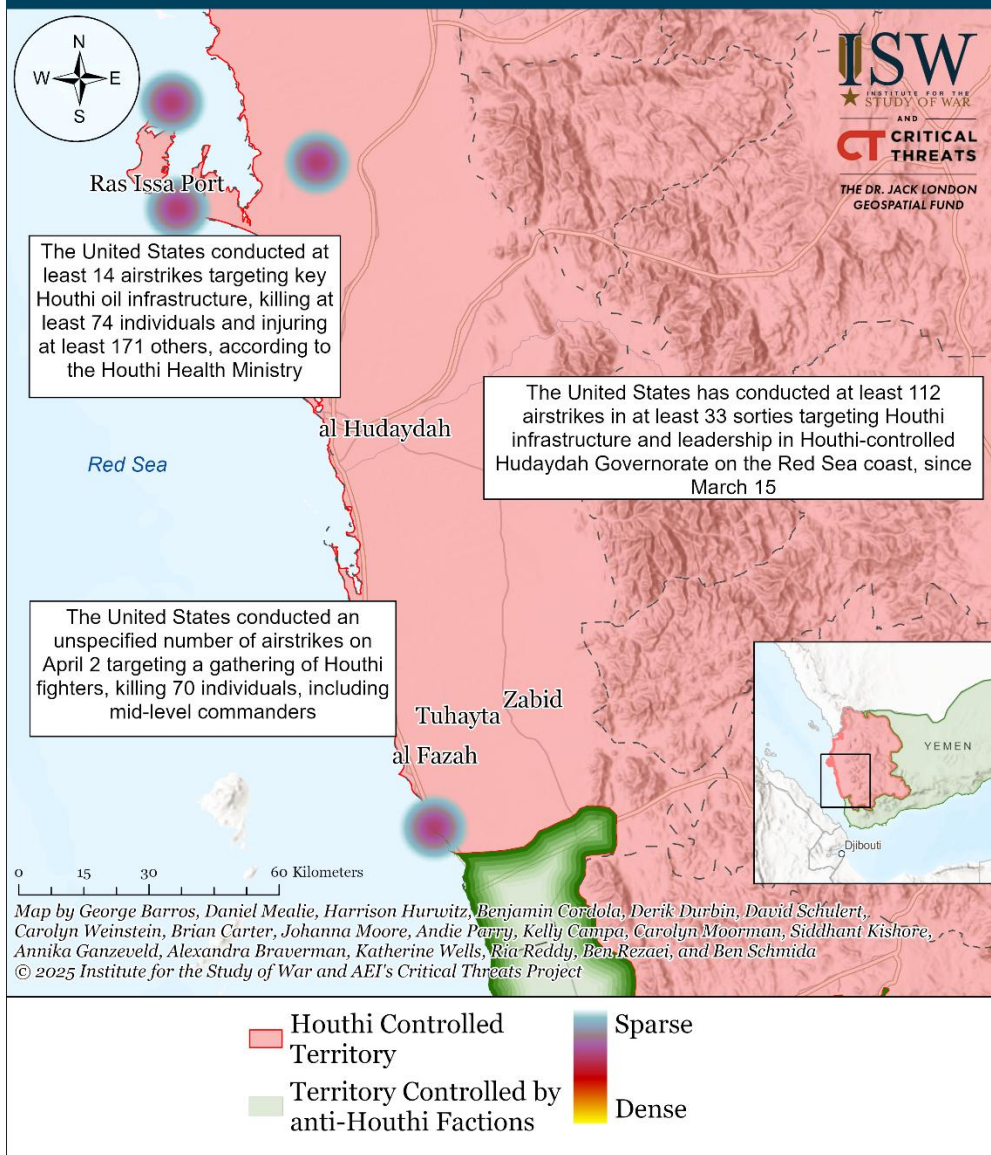 N
W E
S
ISW
INSTITUTE FOR THE
STUDY OF WAR
AND
CT CRITICAL
THREATS
THE DR. JACK LONDON
GEOSPATIAL FUND
Ras Issa Port
The United States conducted at
least 14 airstrikes targeting key
Houthi oil infrastructure, killing at
least 74 individuals and injuring
at least 171 others, according to
the Houthi Health Ministry
The United States has conducted at least 112
airstrikes in at least 33 sorties targeting Houthi
infrastructure and leadership in Houthi-controlled
Hudaydah Governorate on the Red Sea coast, since
March 15
al Hudaydah
Red Sea
The United States conducted an
unspecified number of airstrikes on
April 2 targeting a gathering of Houthi
fighters, killing 70 individuals, including
mid-level commanders
Zabid
Tuhayta
al Fazah
YEMEN
Djibouti
0 15 30 60 Kilometers
Map by George Barros, Daniel Mealie, Harrison Hurwitz, Benjamin Cordola, Derik Durbin, David Schulert,
Carolyn Weinstein, Brian Carter, Johanna Moore, Andie Parry, Kelly Campa, Carolyn Moorman, Siddhant Kishore,
Annika Ganzeveld, Alexandra Braverman, Katherine Wells, Ria Reddy, Ben Rezaei, and Ben Schmida
© 2025 Institute for the Study of War and AEI's Critical Threats Project
Houthi Controlled
Territory
Territory Controlled by
anti-Houthi Factions
Sparse
Dense